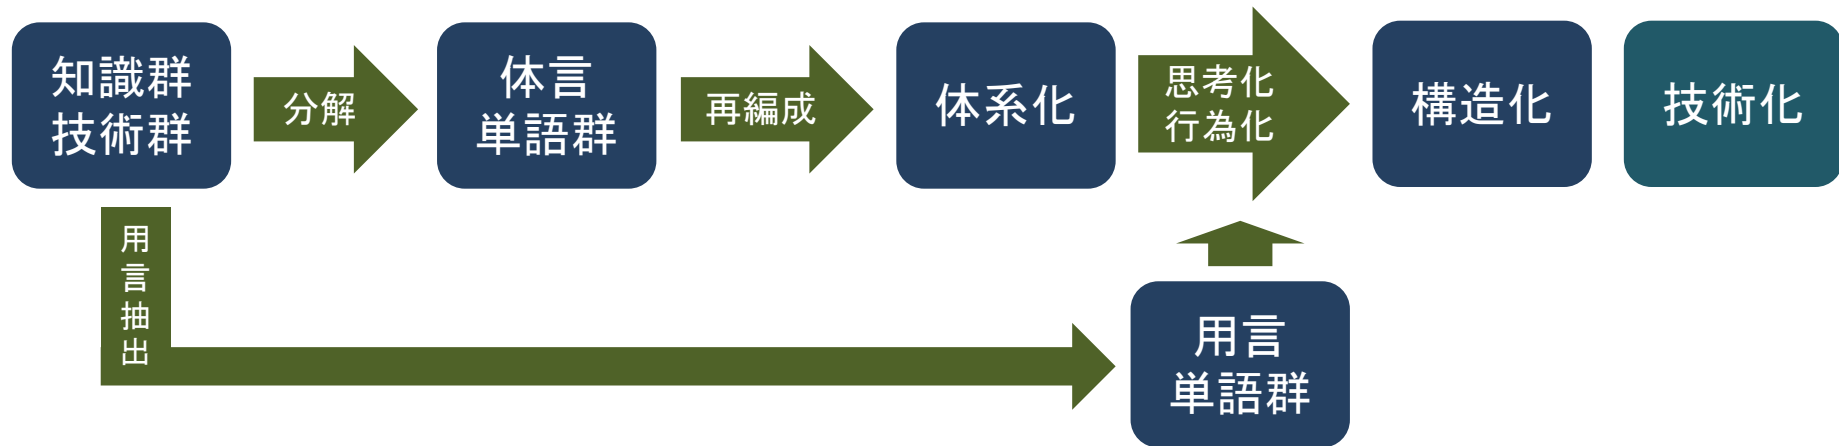 知識群
技術群
分解
体言
単語群
再編成
体系化
思考化
行為化
構造化
技術化
用言抽出
用言
単語群